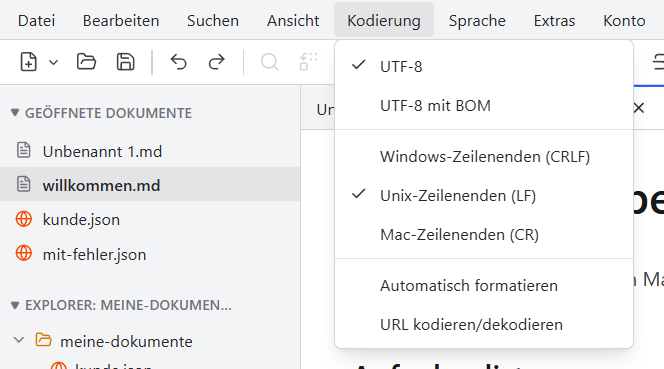 Datei Bearbeiten Suchen Ansicht Kodierung Sprache Extras Konto
GEÖFFNETE DOKUMENTE
Unbenannt 1.md
willkommen.md
kunde.json
mit-fehler.json
EXPLORER: MEINE-DOKUMEN...
meine-dokumente
kunde.json
UTF-8
UTF-8 mit BOM
Windows-Zeilenenden (CRLF)
Unix-Zeilenenden (LF)
Mac-Zeilenenden (CR)
Automatisch formatieren
URL kodieren/dekodieren